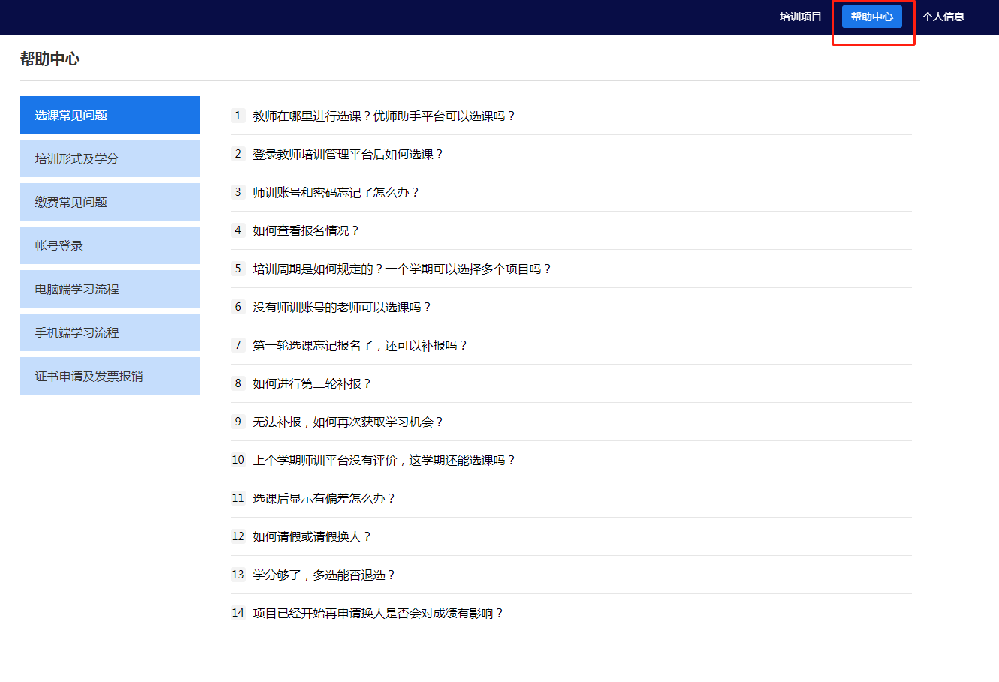 培训项目 帮助中心 个人信息
帮助中心
选课常见问题
培训形式及学分
缴费常见问题
帐号登录
电脑端学习流程
手机端学习流程
证书申请及发票报销
1 教师在哪里进行选课？优师助手平台可以选课吗？
2 登录教师培训管理平台后如何选课？
3 师训账号和密码忘记了怎么办？
4 如何查看报名情况？
5 培训周期是如何规定的？一个学期可以选择多个项目吗？
6 没有师训账号的老师可以选课吗？
7 第一轮选课忘记报名了，还可以补报吗？
8 如何进行第二轮补报？
9 无法补报，如何再次获取学习机会？
10 上个学期师训平台没有评价，这学期还能选课吗？
11 选课后显示有偏差怎么办？
12 如何请假或请假换人？
13 学分够了，多选能否退选？
14 项目已经开始再申请换人是否会对成绩有影响？